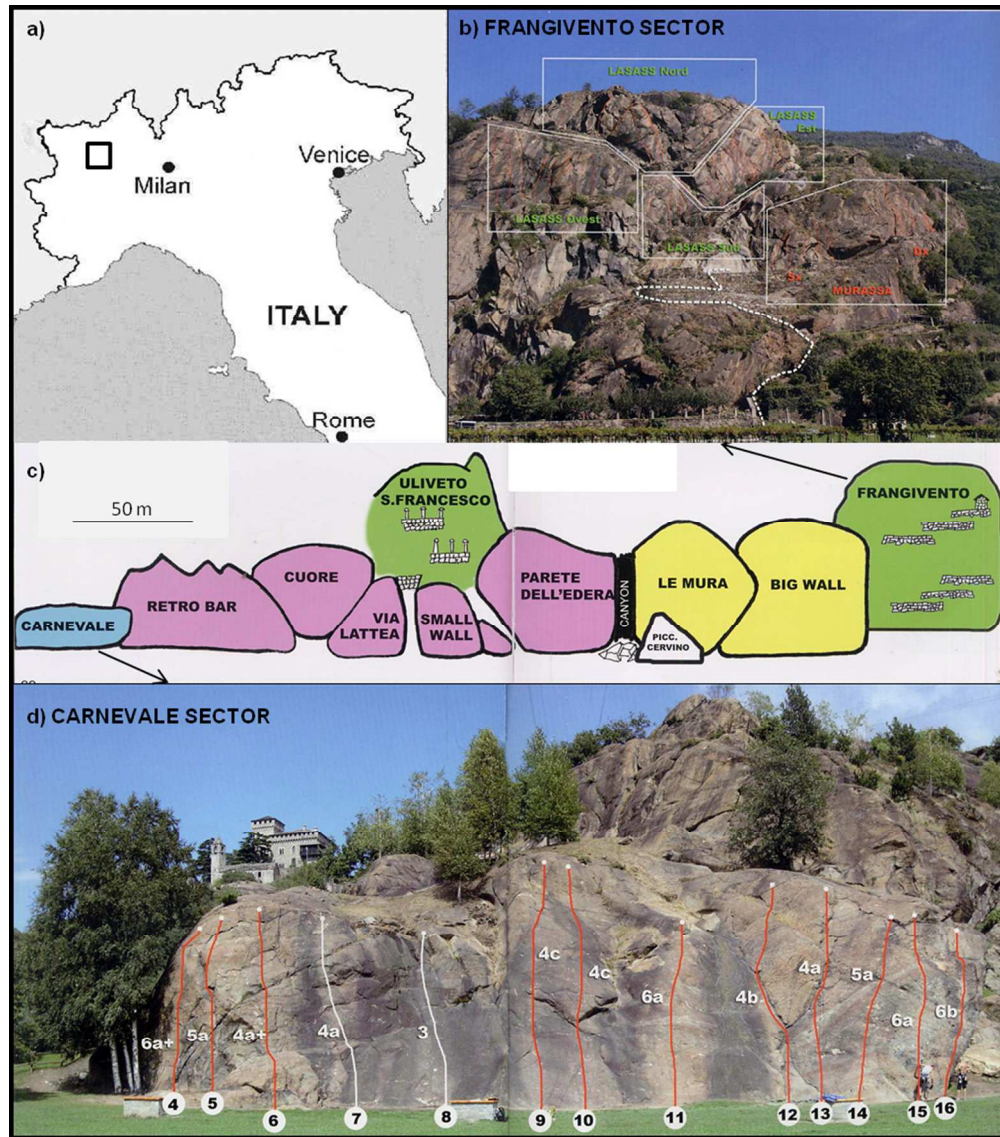 a)
Milan
Venice
ITALY
Rome
b) FRANGIVENTO SECTOR
LASASS Nord
LASASS
Est
LASASS Ovest
LASASS Sud
Dx
Sx
MURASSA
c)
50 m
CARNEVALE
RETRO BAR
CUORE
ULIVETO
S.FRANCESCO
VIA
LATTEA
SMALL
WALL
PARETE
DELL'EDERA
CANYON
LE MURA
PICC.
CERVINO
BIG WALL
FRANGIVENTO
d) CARNEVALE SECTOR
6a+
5a
4a+
4a
3
4c
4c
6a
4b
4a
5a
6a
6b
4
5
6
7
8
9
10
11
12
13
14
15
16